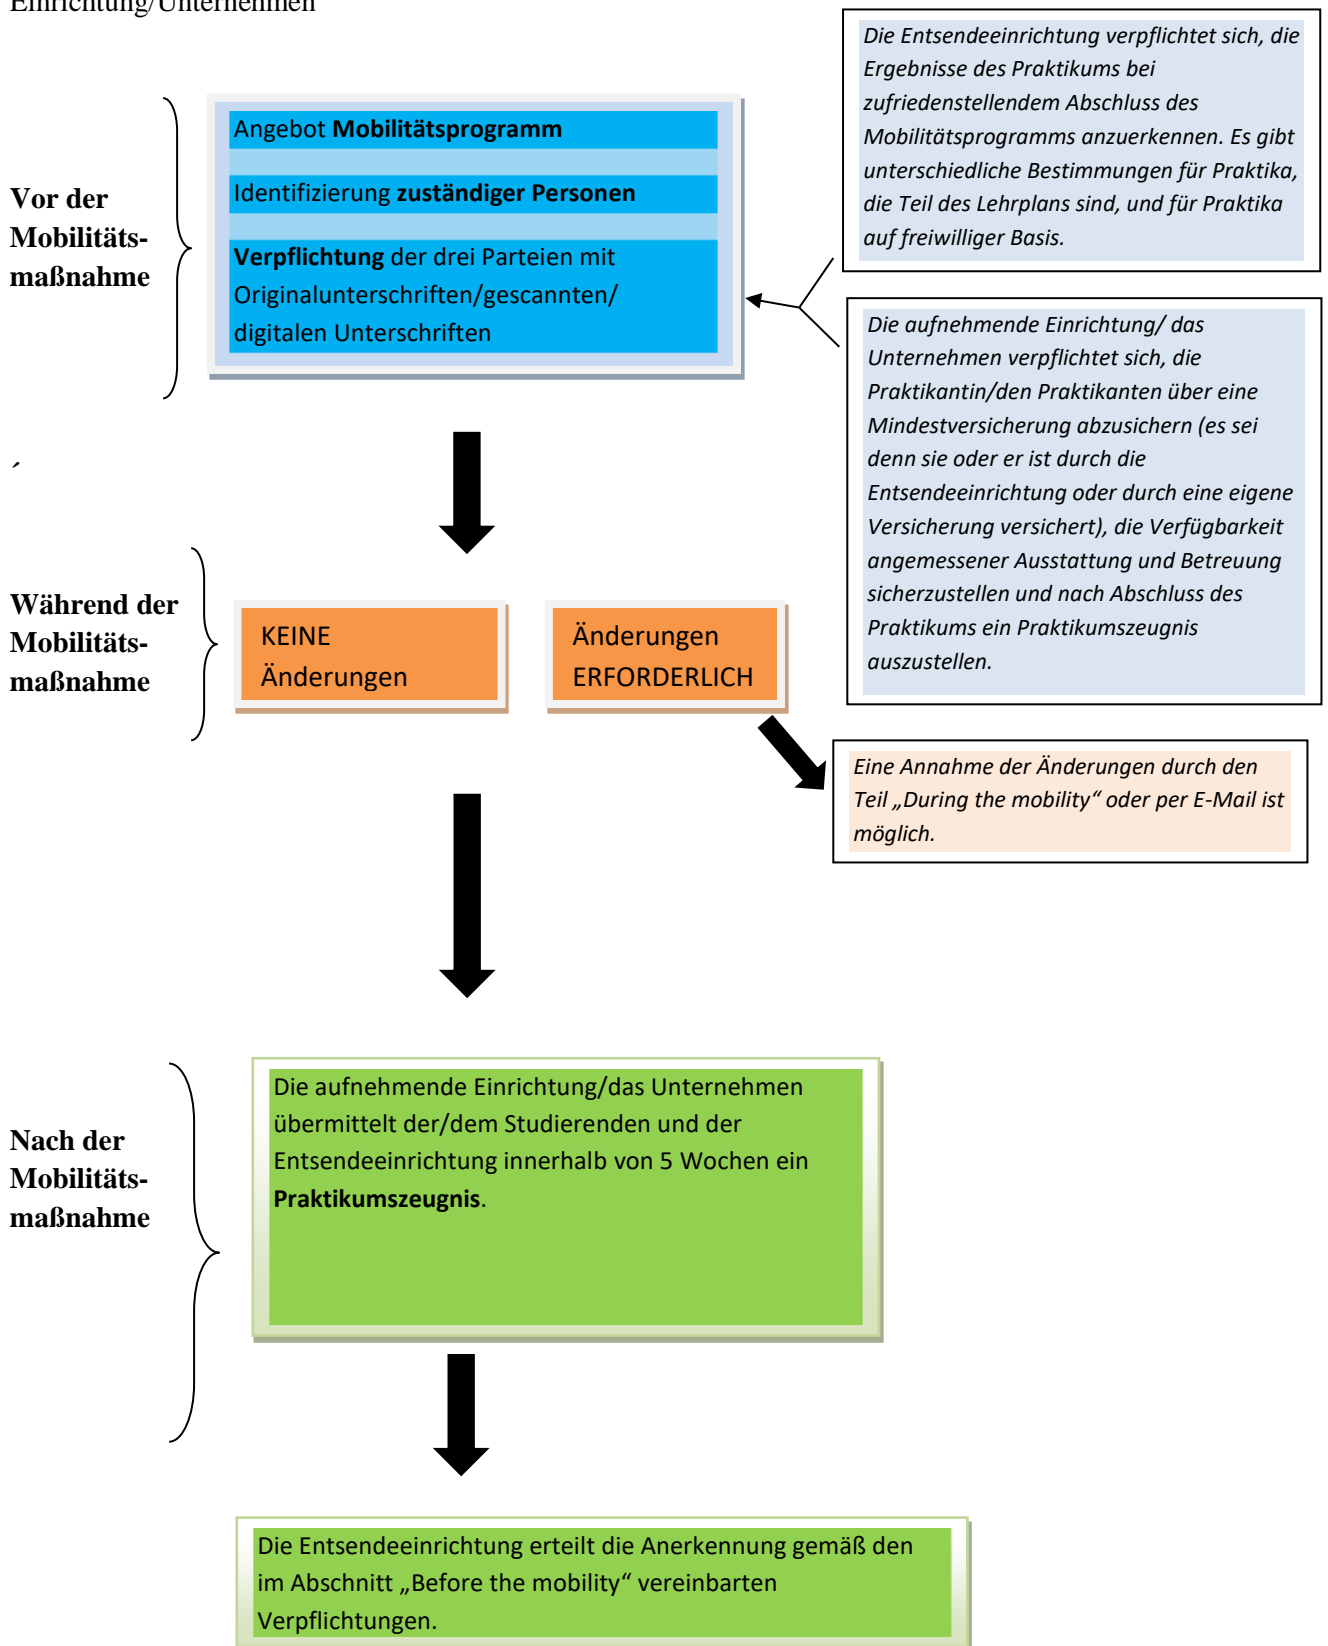 Einrichtung/Unternehmen
Vor der
Mobilitäts-
maßnahme
Angebot Mobilitätsprogramm
Identifizierung zuständiger Personen
Verpflichtung der drei Parteien mit
Originalunterschriften/gescannten/
digitalen Unterschriften
Die Entsendeeinrichtung verpflichtet sich, die
Ergebnisse des Praktikums bei
zufriedenstellendem Abschluss des
Mobilitätsprogramms anzuerkennen. Es gibt
unterschiedliche Bestimmungen für Praktika,
die Teil des Lehrplans sind, und für Praktika
auf freiwilliger Basis.
Die aufnehmende Einrichtung/ das
Unternehmen verpflichtet sich, die
Praktikantin/den Praktikanten über eine
Mindestversicherung abzusichern (es sei
denn sie oder er ist durch die
Entsendeeinrichtung oder durch eine eigene
Versicherung versichert), die Verfügbarkeit
angemessener Ausstattung und Betreuung
sicherzustellen und nach Abschluss des
Praktikums ein Praktikumszeugnis
auszustellen.
´
Während der
Mobilitäts-
maßnahme
KEINE
Änderungen
Änderungen
ERFORDERLICH
Eine Annahme der Änderungen durch den
Teil „During the mobility“ oder per E-Mail ist
möglich.
Nach der
Mobilitäts-
maßnahme
Die aufnehmende Einrichtung/das Unternehmen
übermittelt der/dem Studierenden und der
Entsendeeinrichtung innerhalb von 5 Wochen ein
Praktikumszeugnis.
Die Entsendeeinrichtung erteilt die Anerkennung gemäß den
im Abschnitt „Before the mobility“ vereinbarten
Verpflichtungen.